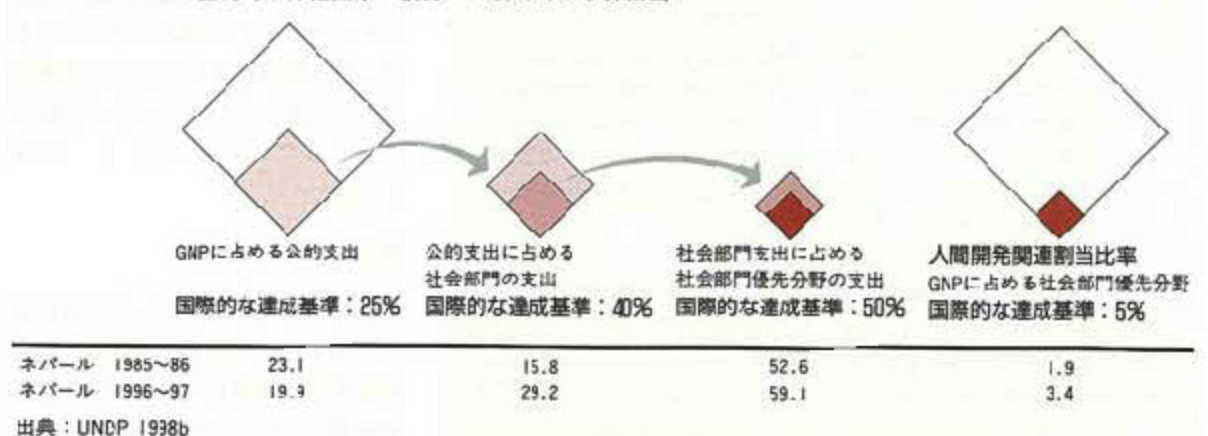 GNPに占める公的支出
国際的な達成基準：25%
公的支出に占める
社会部門の支出
国際的な達成基準：40%
社会部門支出に占める
社会部門優先分野の支出
国際的な達成基準：50%
人間開発関連割当比率
GNPに占める社会部門優先分野
国際的な達成基準：5%
ネパール 1985〜86 23.1 15.8 52.6 1.9
ネパール 1996〜97 19.9 29.2 59.1 3.4
出典：UNDP 1998b